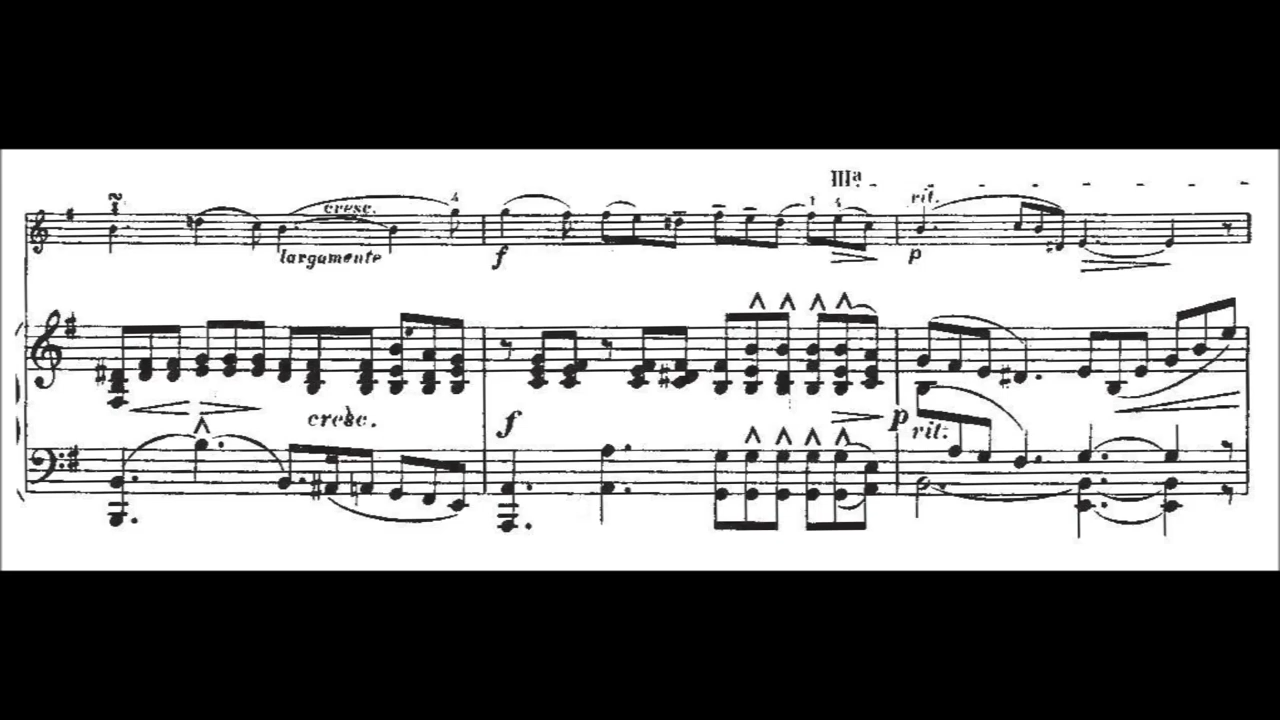 IIIª
cresc. rit.
largamente f p
cresc. f p rit: